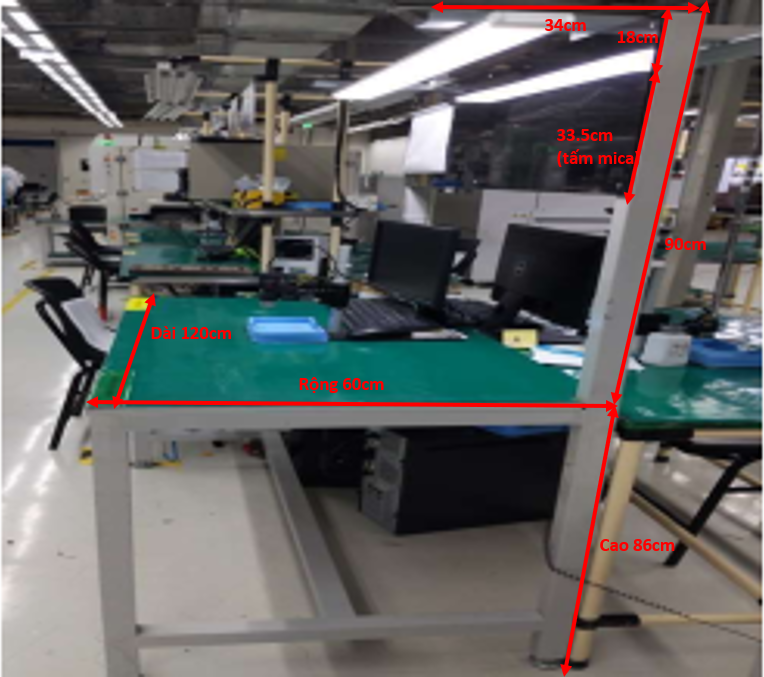 34cm
18cm
33.5cm
(tấm mica)
90cm
Dài 120cm
Rộng 60cm
Cao 86cm